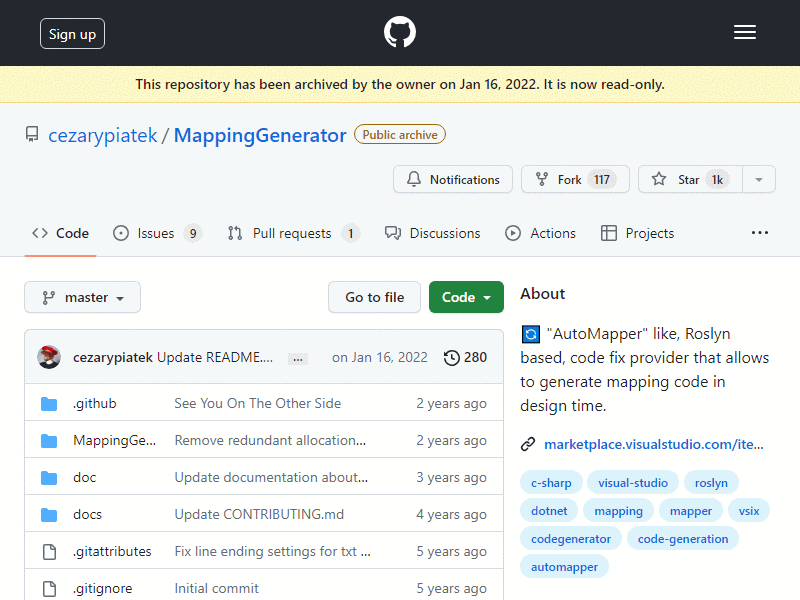 Sign up
This repository has been archived by the owner on Jan 16, 2022. It is now read-only.
cezarypiatek / MappingGenerator Public archive
Notifications Fork 117 Star 1k
Code Issues 9 Pull requests 1 Discussions Actions Projects ...
master Go to file Code
cezarypiatek Update README.... ... on Jan 16, 2022 280
.github See You On The Other Side 2 years ago
MappingGe... Remove redundant allocation... 2 years ago
doc Update documentation about... 3 years ago
docs Update CONTRIBUTING.md 4 years ago
.gitattributes Fix line ending settings for txt ... 5 years ago
.gitignore Initial commit 5 years ago
About
"AutoMapper" like, Roslyn
based, code fix provider that allows
to generate mapping code in
design time.
marketplace.visualstudio.com/ite...
c-sharp visual-studio roslyn
dotnet mapping mapper vsix
codegenerator code-generation
automapper